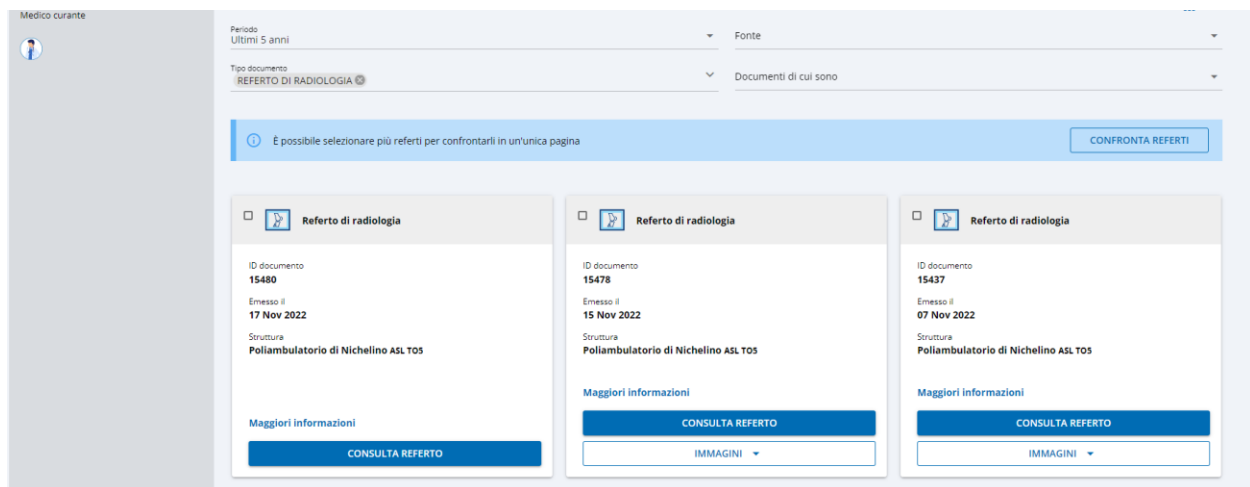 Medico curante
Periodo
Ultimi 5 anni
Fonte
Tipo documento
REFERTO DI RADIOLOGIA
Documenti di cui sono
È possibile selezionare più referti per confrontarli in un'unica pagina
CONFRONTA REFERTI
Referto di radiologia
ID documento
15480
Emesso il
17 Nov 2022
Struttura
Poliambulatorio di Nichelino ASL TO5
Maggiori informazioni
CONSULTA REFERTO
Referto di radiologia
ID documento
15478
Emesso il
15 Nov 2022
Struttura
Poliambulatorio di Nichelino ASL TO5
Maggiori informazioni
CONSULTA REFERTO
IMMAGINI
Referto di radiologia
ID documento
15437
Emesso il
07 Nov 2022
Struttura
Poliambulatorio di Nichelino ASL TO5
Maggiori informazioni
CONSULTA REFERTO
IMMAGINI